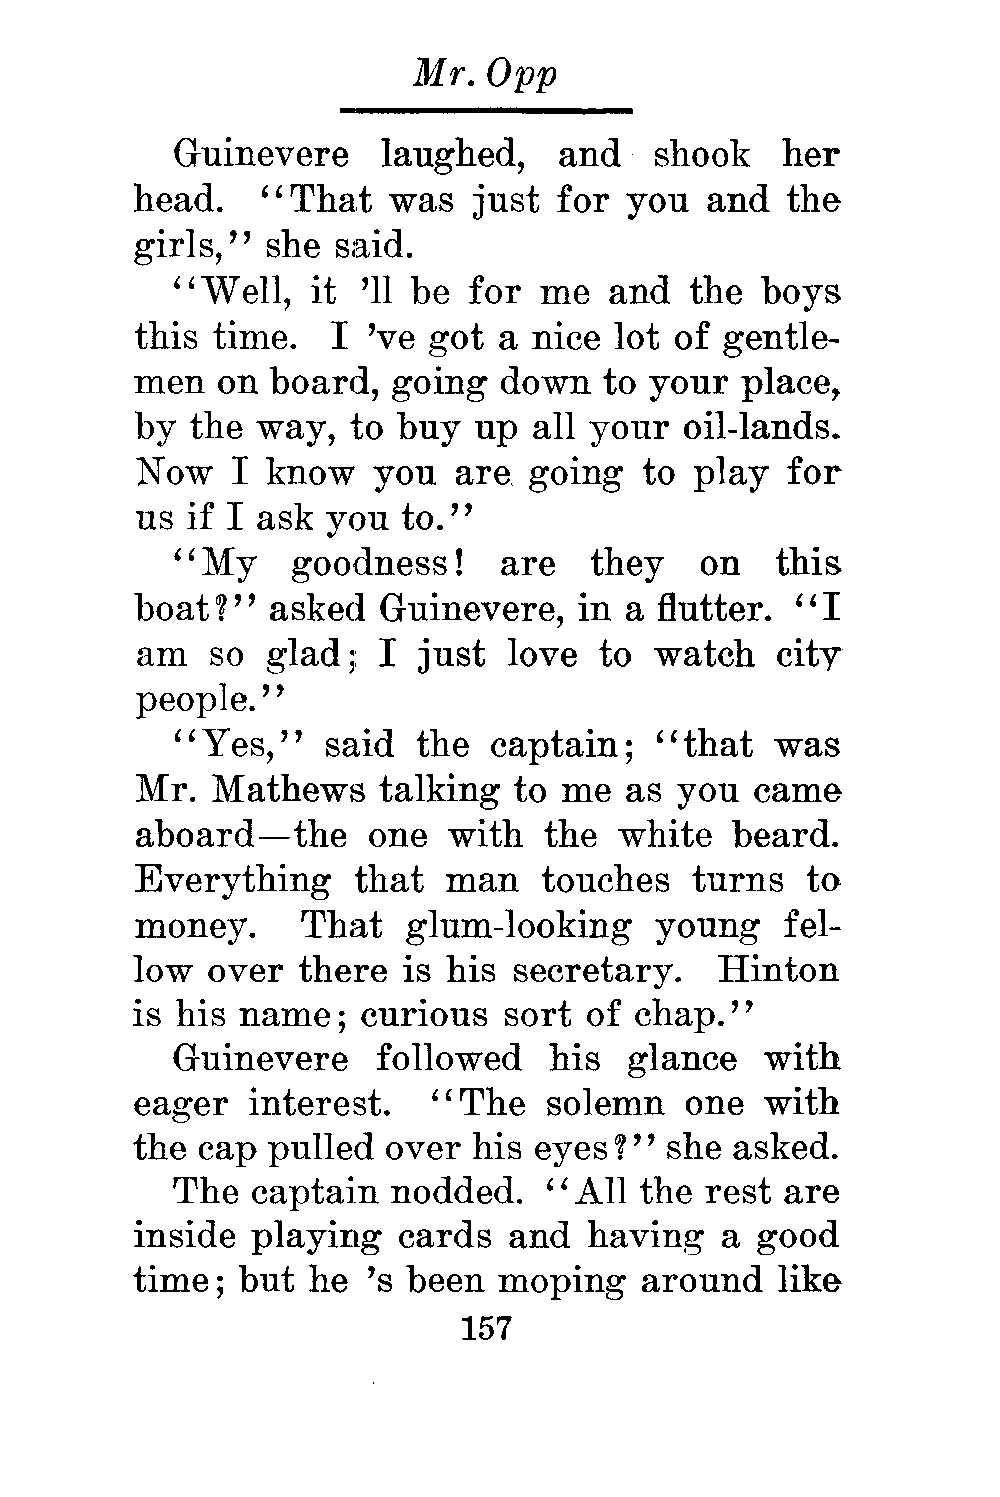 Mr. Opp
Guinevere laughed, and shook her
head. "That was just for you and the
girls," she said.
"Well, it 'll be for me and the boys
this time. I 've got a nice lot of gentle-
men on board, going down to your place,
by the way, to buy up all your oil-lands.
Now I know you are going to play for
us if I ask you to."
"My goodness! are they on this
boat?" asked Guinevere, in a flutter. "I
am so glad; I just love to watch city
people."
"Yes," said the captain; "that was
Mr. Mathews talking to me as you came
aboard—the one with the white beard.
Everything that man touches turns to
money. That glum-looking young fel-
low over there is his secretary. Hinton
is his name; curious sort of chap."
Guinevere followed his glance with
eager interest. "The solemn one with
the cap pulled over his eyes?" she asked.
The captain nodded. "All the rest are
inside playing cards and having a good
time; but he 's been moping around like
157